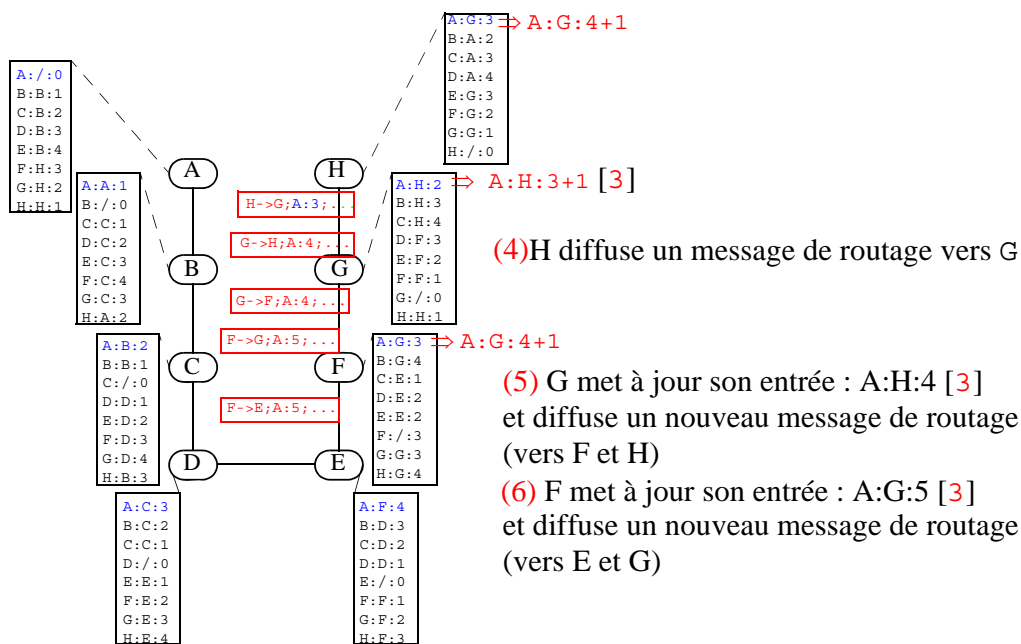 A:G:3 ⇒ A:G:4+1
B:A:2
C:A:3
D:A:4
E:G:3
F:G:2
G:G:1
H:/:0
A:/:0
B:B:1
C:B:2
D:B:3
E:B:4
F:H:3
G:H:2
H:H:1
A
H
A:A:1
B:/:0
C:C:1
D:C:2
E:C:3
F:C:4
G:C:3
H:A:2
H->G;A:3;...
G->H;A:4;...
A:H:2 ⇒ A:H:3+1 [3]
B:H:3
C:H:4
D:F:3
E:F:2
F:F:1
G:/:0
H:H:1
(4)H diffuse un message de routage vers G
B
G
G->F;A:4;...
F->G;A:5;...
A:B:2
B:B:1
C:/:0
D:D:1
E:D:2
F:D:3
G:D:4
H:B:3
C
F
A:G:3 ⇒ A:G:4+1
B:G:4
C:E:1
D:E:2
E:E:2
F:/:3
G:G:3
H:G:4
(5) G met à jour son entrée : A:H:4 [3]
et diffuse un nouveau message de routage
(vers F et H)
F->E;A:5;...
D
E
(6) F met à jour son entrée : A:G:5 [3]
et diffuse un nouveau message de routage
(vers E et G)
A:C:3
B:C:2
C:C:1
D:/:0
E:E:1
F:E:2
G:E:3
H:E:4
A:F:4
B:D:3
C:D:2
D:D:1
E:/:0
F:F:1
G:F:2
H:F:3